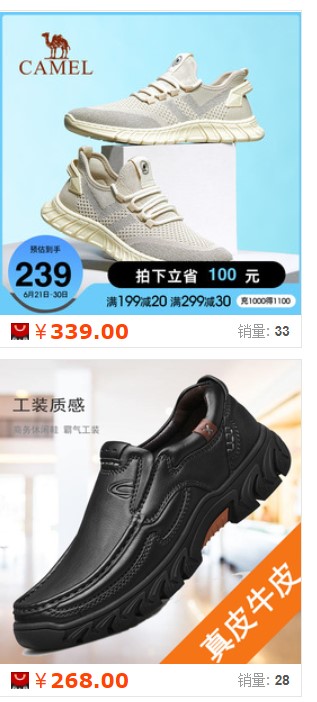 CAMEL
预估到手
239
6月21日-30日
拍下立省 100 元
满199减20 满299减30 充1000得1100
¥339.00 销量: 33
工装质感
商务休闲鞋 霸气工装
真皮牛皮
¥268.00 销量: 28